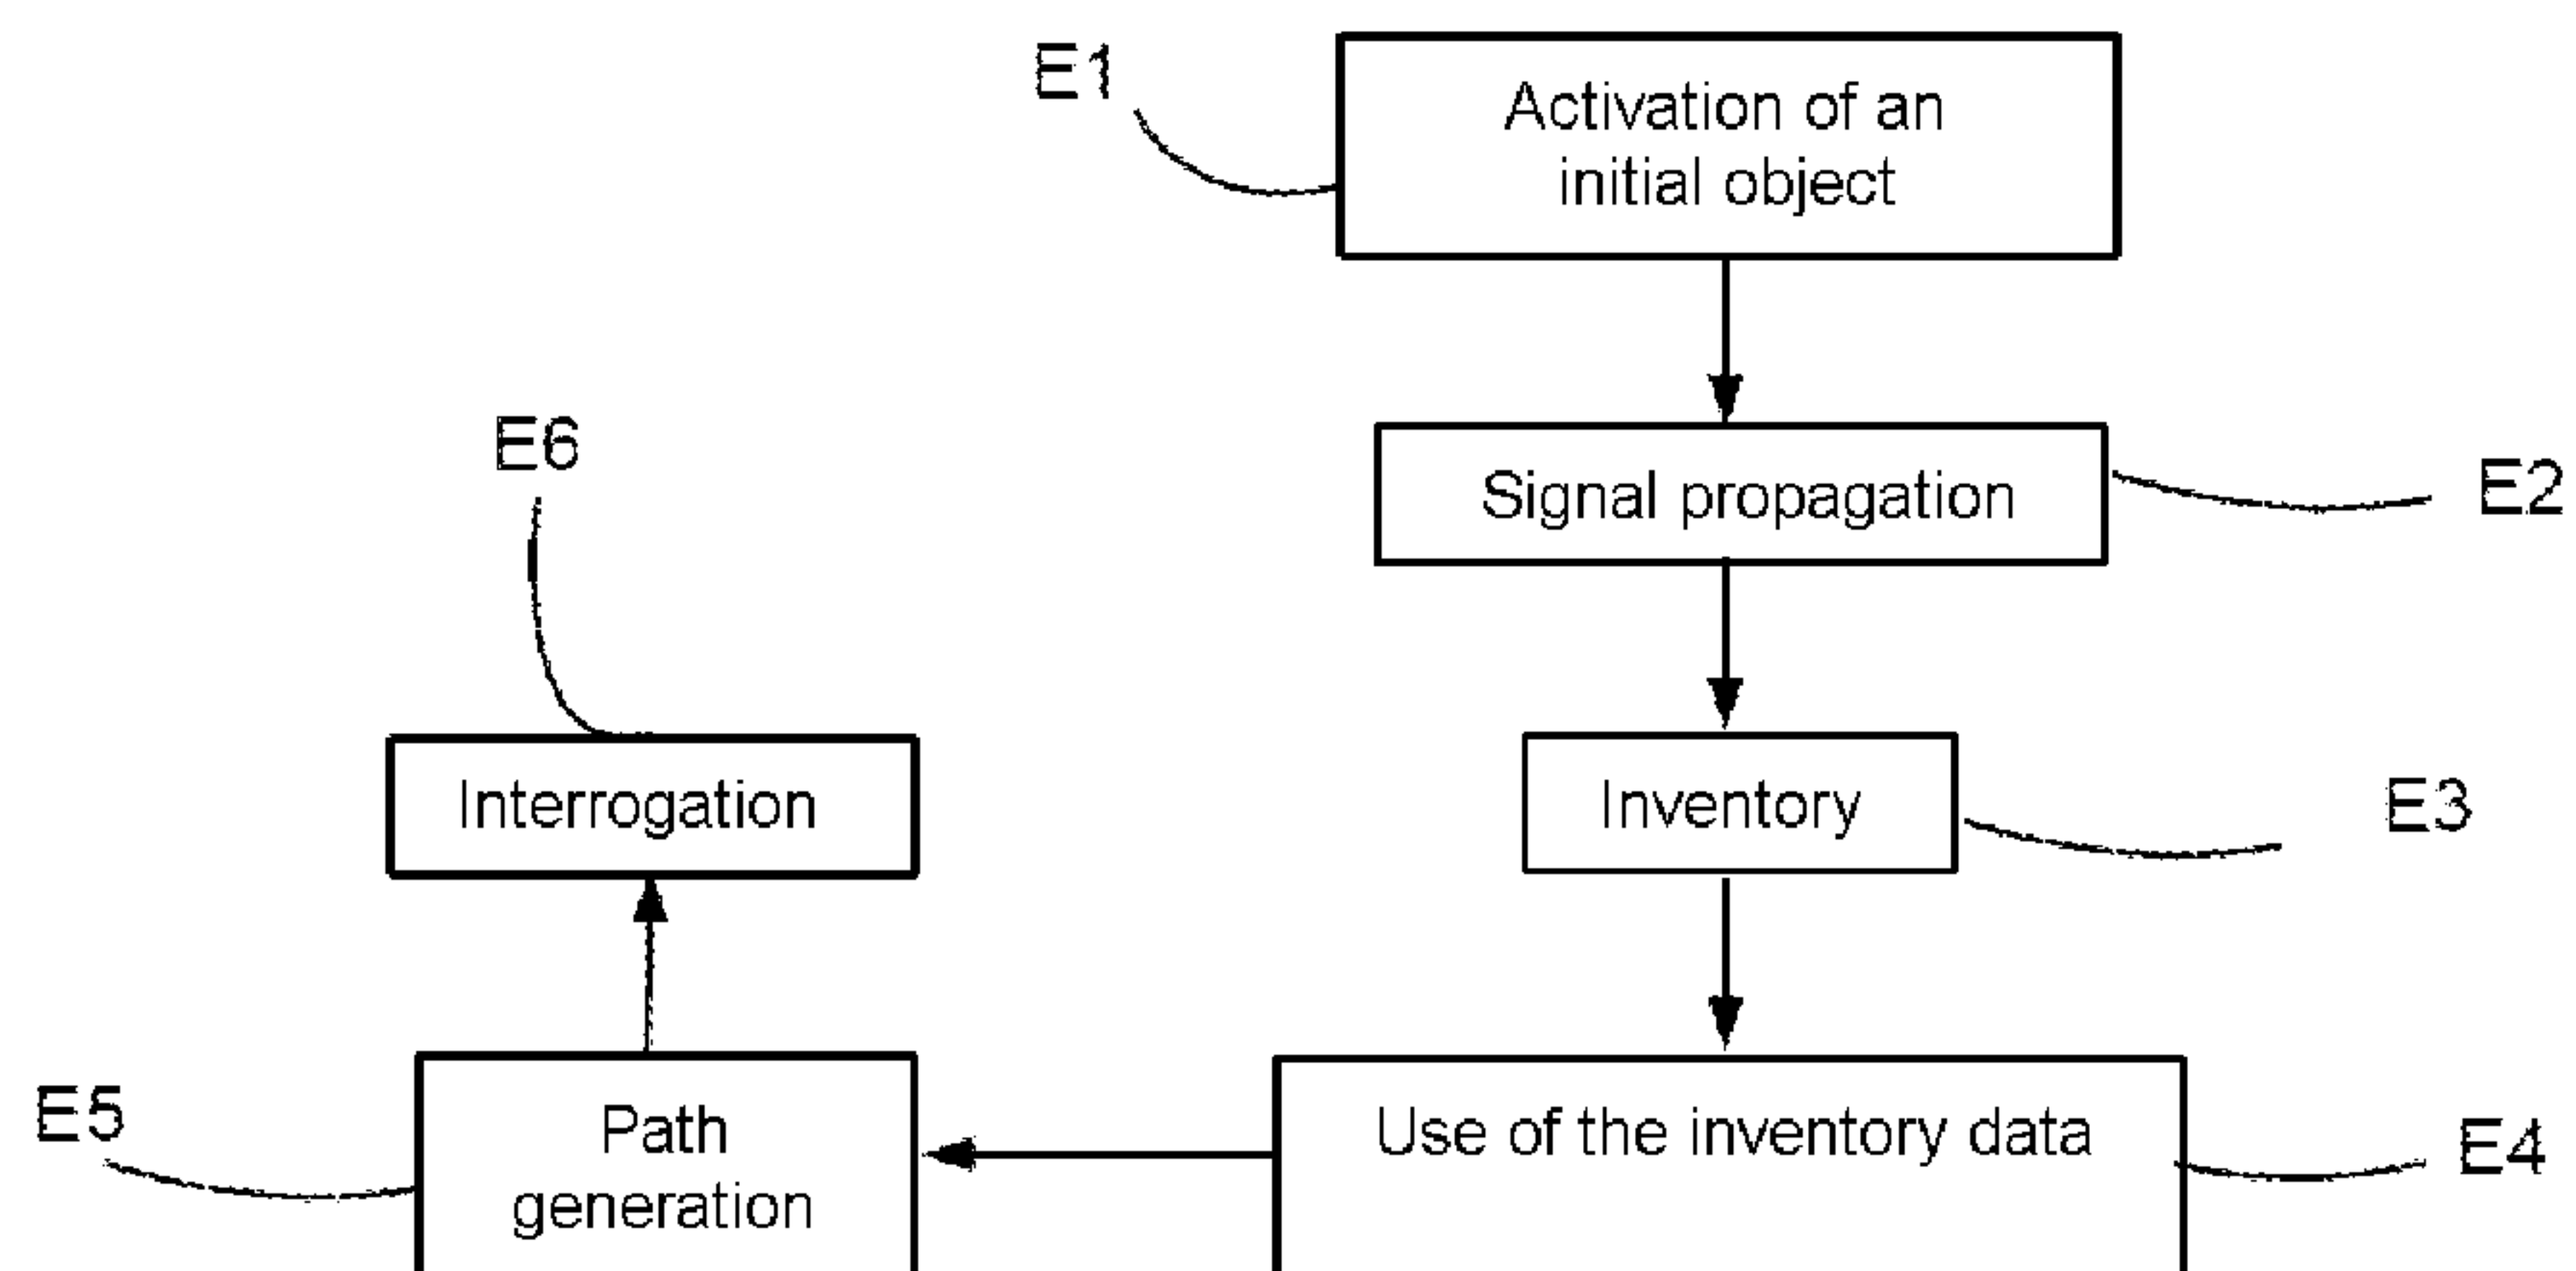 E1
Activation of an
initial object
E6
Signal propagation
E2
Interrogation
Inventory
E3
E5
Path
generation
Use of the inventory data
E4